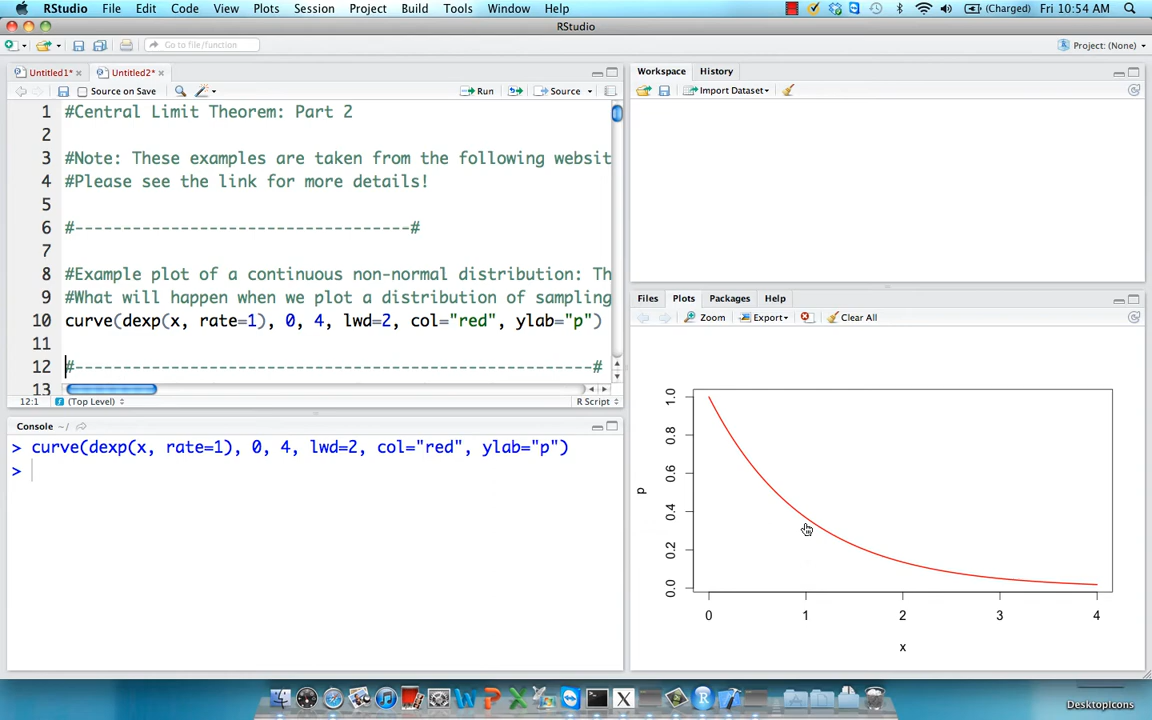 RStudio File Edit Code View Plots Session Project Build Tools Window Help (Charged) Fri 10:54 AM
RStudio
Go to file/function Project: (None)
Untitled1* × Untitled2* ×
Source on Save Run Source
1 #Central Limit Theorem: Part 2
2
3 #Note: These examples are taken from the following websit
4 #Please see the link for more details!
5
6 #-----------------------------------#
7
8 #Example plot of a continuous non-normal distribution: Th
9 #What will happen when we plot a distribution of sampling
10 curve(dexp(x, rate=1), 0, 4, lwd=2, col="red", ylab="p")
11
12 #------------------------------------------------------#
13
12:1 (Top Level) R Script
Console ~/
> curve(dexp(x, rate=1), 0, 4, lwd=2, col="red", ylab="p")
>
Workspace History
Import Dataset
Files Plots Packages Help
Zoom Export Clear All
p
1.0
0.8
0.6
0.4
0.2
0.0
0 1 2 3 4
x
DesktopIcons